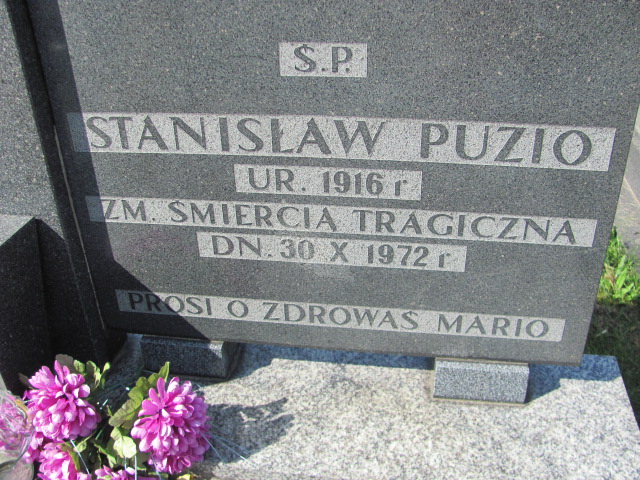 Ś.P.
STANISŁAW PUZIO
UR. 1916 r
ZM. ŚMIERCIĄ TRAGICZNĄ
DN. 30 X 1972 r.
PROSI O ZDROWAŚ MARIO